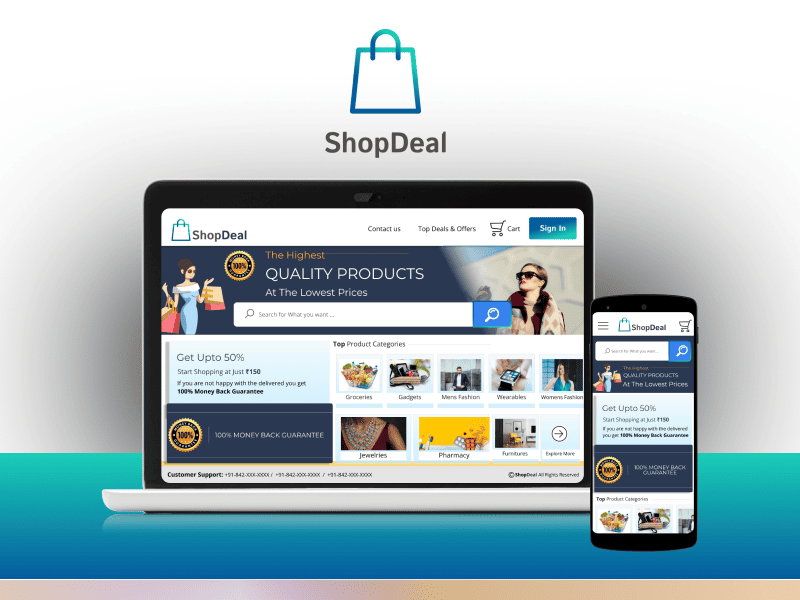 ShopDeal
ShopDeal
Contact us
Top Deals & Offers
Cart
Sign In
100%
The Highest
QUALITY PRODUCTS
At The Lowest Prices
Search for What you want ...
Get Upto 50%
Start Shopping at Just ₹150
If you are not happy with the delivered you get
100% Money Back Guarantee
100%
100% MONEY BACK GUARANTEE
Top Product Categories
Groceries
Gadgets
Mens Fashion
Wearables
Womens Fashion
Jewelries
Pharmacy
Furnitures
Explore More
Customer Support: +91-842-XXX-XXXX / +91-842-XXX-XXXX / +91-842-XXX-XXXX
©ShopDeal All Rights Reserved
ShopDeal
Search for What you want ...
The Highest
QUALITY PRODUCTS
At The Lowest Prices
Get Upto 50%
Start Shopping at Just ₹150
If you are not happy with the delivered
you get 100% Money Back Guarantee
100%
100% MONEY BACK
GUARANTEE
Top Product Categories